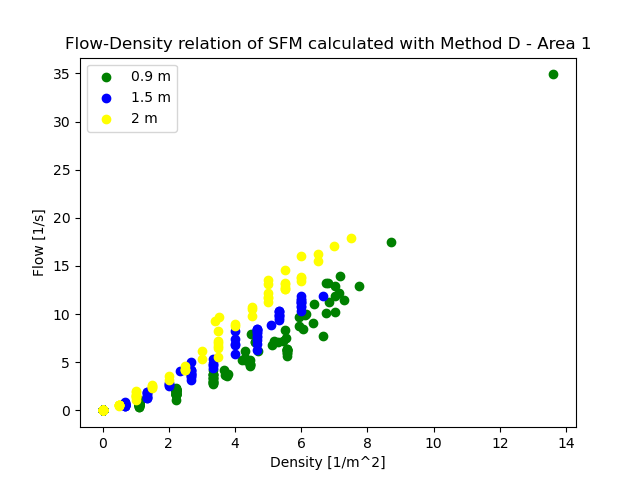 Flow-Density relation of SFM calculated with Method D - Area 1
0.9 m
1.5 m
2 m
35
30
25
20
15
10
5
0
Flow [1/s]
0 2 4 6 8 10 12 14
Density [1/m^2]